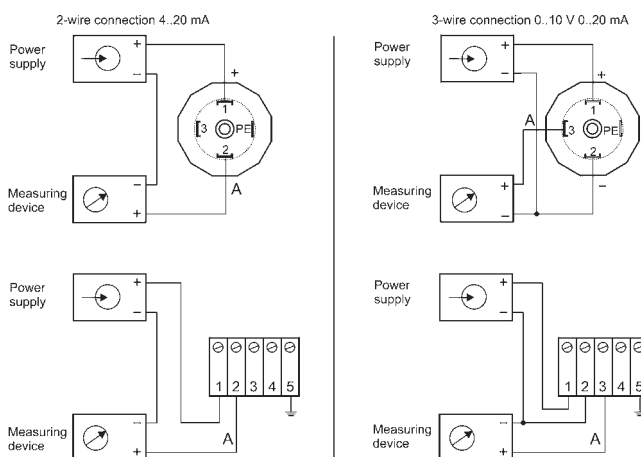 2-wire connection 4..20 mA
Power
supply
+
−
+
1
3
PE
2
A
Measuring
device
−
+
Power
supply
+
−
1 2 3 4 5
Measuring
device
−
+
A
3-wire connection 0..10 V 0..20 mA
Power
supply
+
−
+
A
1
3
PE
2
−
Measuring
device
+
−
Power
supply
+
−
1 2 3 4 5
Measuring
device
−
+
A